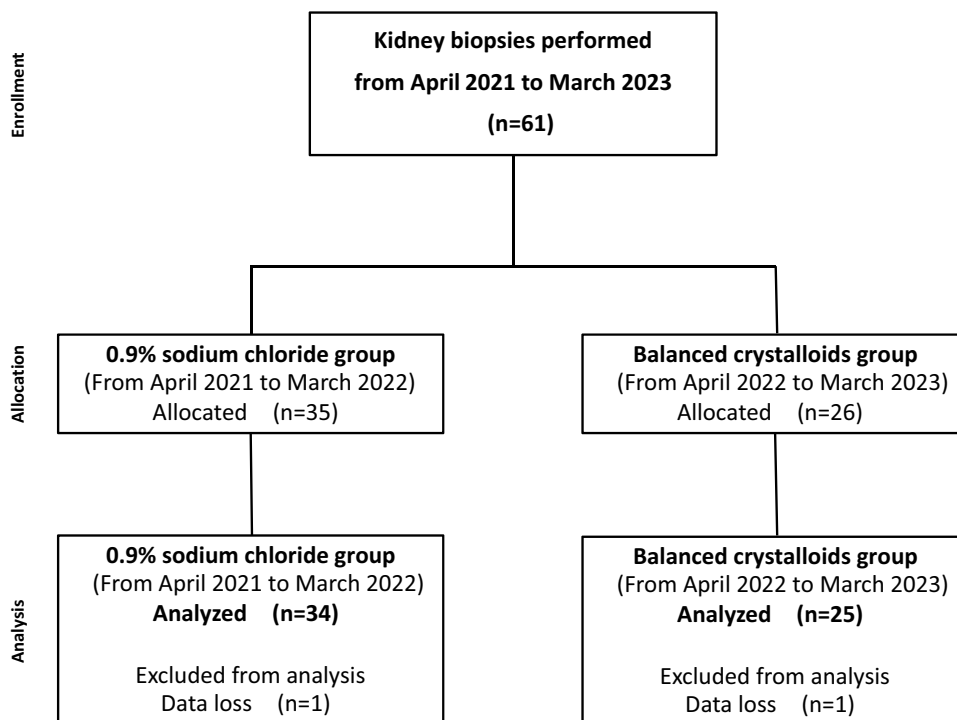 Enrollment
Kidney biopsies performed
from April 2021 to March 2023
(n=61)
Allocation
0.9% sodium chloride group
(From April 2021 to March 2022)
Allocated (n=35)
Balanced crystalloids group
(From April 2022 to March 2023)
Allocated (n=26)
Analysis
0.9% sodium chloride group
(From April 2021 to March 2022)
Analyzed (n=34)
Excluded from analysis
Data loss (n=1)
Balanced crystalloids group
(From April 2022 to March 2023)
Analyzed (n=25)
Excluded from analysis
Data loss (n=1)